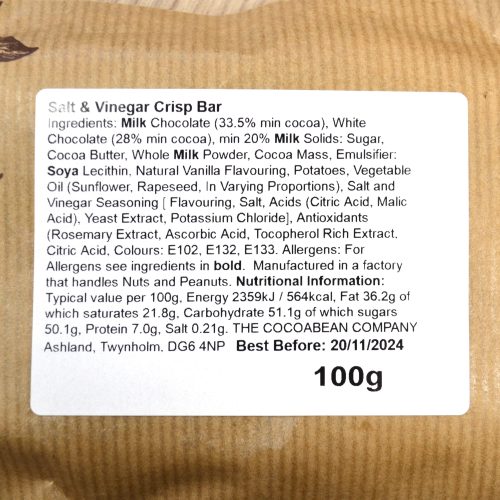 Salt & Vinegar Crisp Bar
Ingredients: Milk Chocolate (33.5% min cocoa), White
Chocolate (28% min cocoa), min 20% Milk Solids: Sugar,
Cocoa Butter, Whole Milk Powder, Cocoa Mass, Emulsifier:
Soya Lecithin, Natural Vanilla Flavouring, Potatoes, Vegetable
Oil (Sunflower, Rapeseed, In Varying Proportions), Salt and
Vinegar Seasoning [ Flavouring, Salt, Acids (Citric Acid, Malic
Acid), Yeast Extract, Potassium Chloride], Antioxidants
(Rosemary Extract, Ascorbic Acid, Tocopherol Rich Extract,
Citric Acid, Colours: E102, E132, E133. Allergens: For
Allergens see ingredients in bold. Manufactured in a factory
that handles Nuts and Peanuts. Nutritional Information:
Typical value per 100g, Energy 2359kJ / 564kcal, Fat 36.2g of
which saturates 21.8g, Carbohydrate 51.1g of which sugars
50.1g, Protein 7.0g, Salt 0.21g. THE COCOABEAN COMPANY
Ashland, Twynholm, DG6 4NP Best Before: 20/11/2024
100g